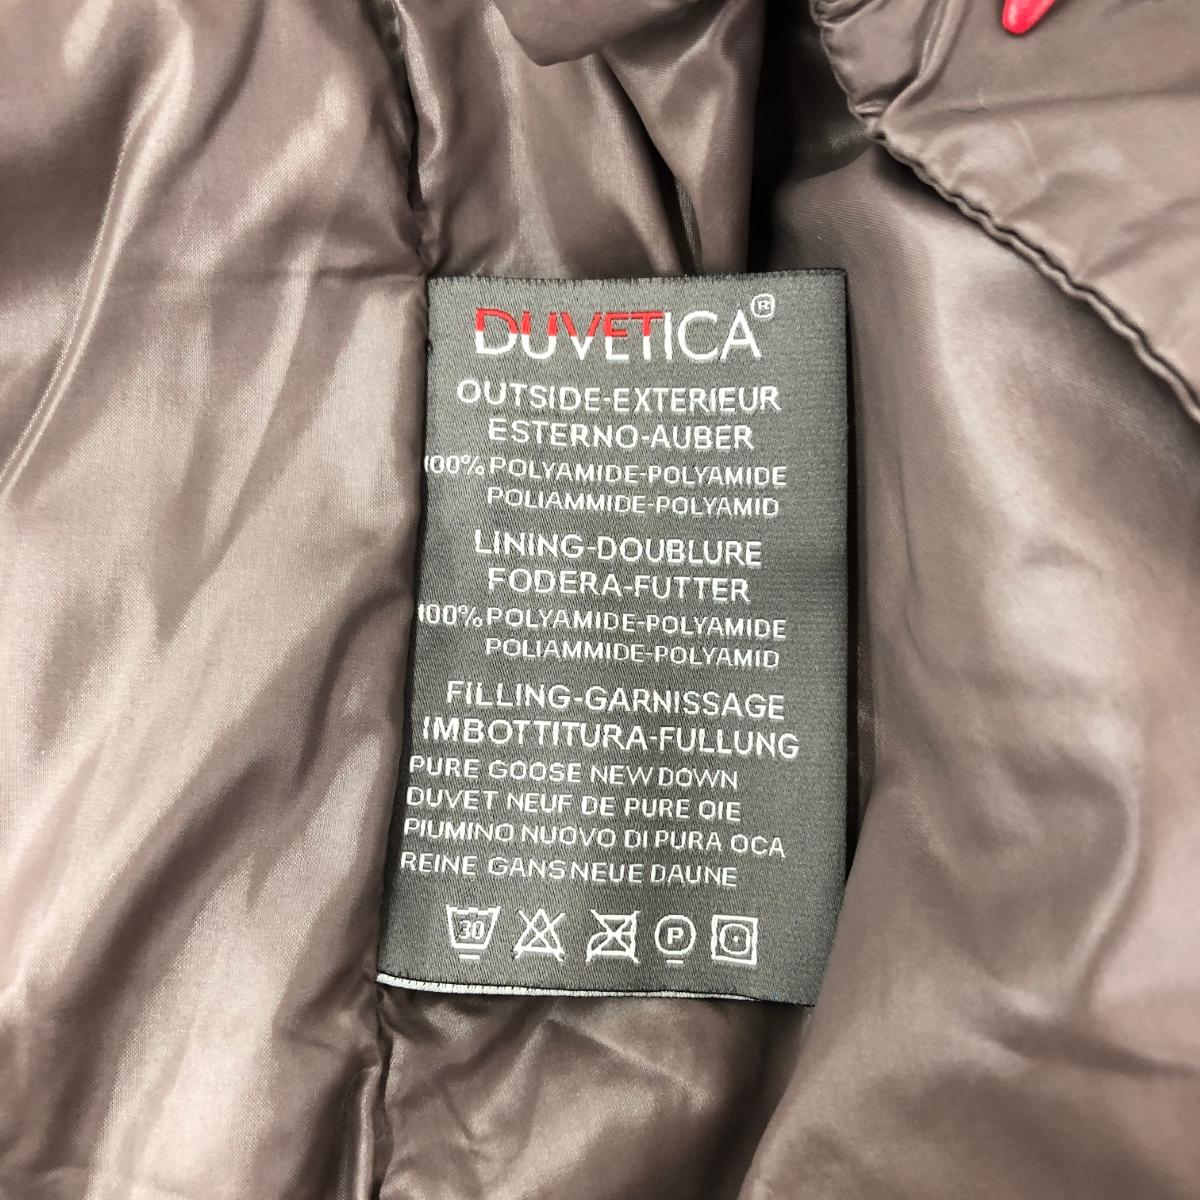 DUVETICA®
OUTSIDE-EXTERIEUR
ESTERNO-AUBER
100% POLYAMIDE-POLYAMIDE
POLIAMMIDE-POLYAMID
LINING-DOUBLURE
FODERA-FUTTER
100% POLYAMIDE-POLYAMIDE
POLIAMMIDE-POLYAMID
FILLING-GARNISSAGE
IMBOTTITURA-FULLUNG
PURE GOOSE NEW DOWN
DUVET NEUF DE PURE OIE
PIUMINO NUOVO DI PURA OCA
REINE GANS NEUE DAUNE
30 P